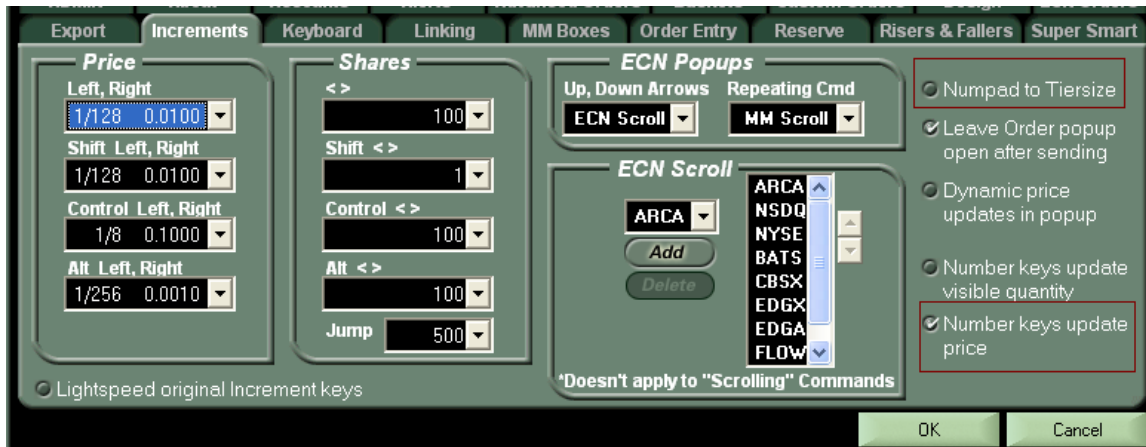 Export Increments Keyboard Linking MM Boxes Order Entry Reserve Risers & Fallers Super Smart
Price
Left, Right
1/128 0.0100
Shift Left, Right
1/128 0.0100
Control Left, Right
1/8 0.1000
Alt Left, Right
1/256 0.0010
Shares
<>
100
Shift <>
1
Control <>
100
Alt <>
100
Jump 500
Lightspeed original Increment keys
ECN Popups
Up, Down Arrows Repeating Cmd
ECN Scroll MM Scroll
ECN Scroll
ARCA
Add
Delete
ARCA
NSDQ
NYSE
BATS
CBSX
EDGX
EDGA
FLOW
*Doesn't apply to "Scrolling" Commands
Numpad to Tiersize
Leave Order popup
open after sending
Dynamic price
updates in popup
Number keys update
visible quantity
Number keys update
price
OK Cancel